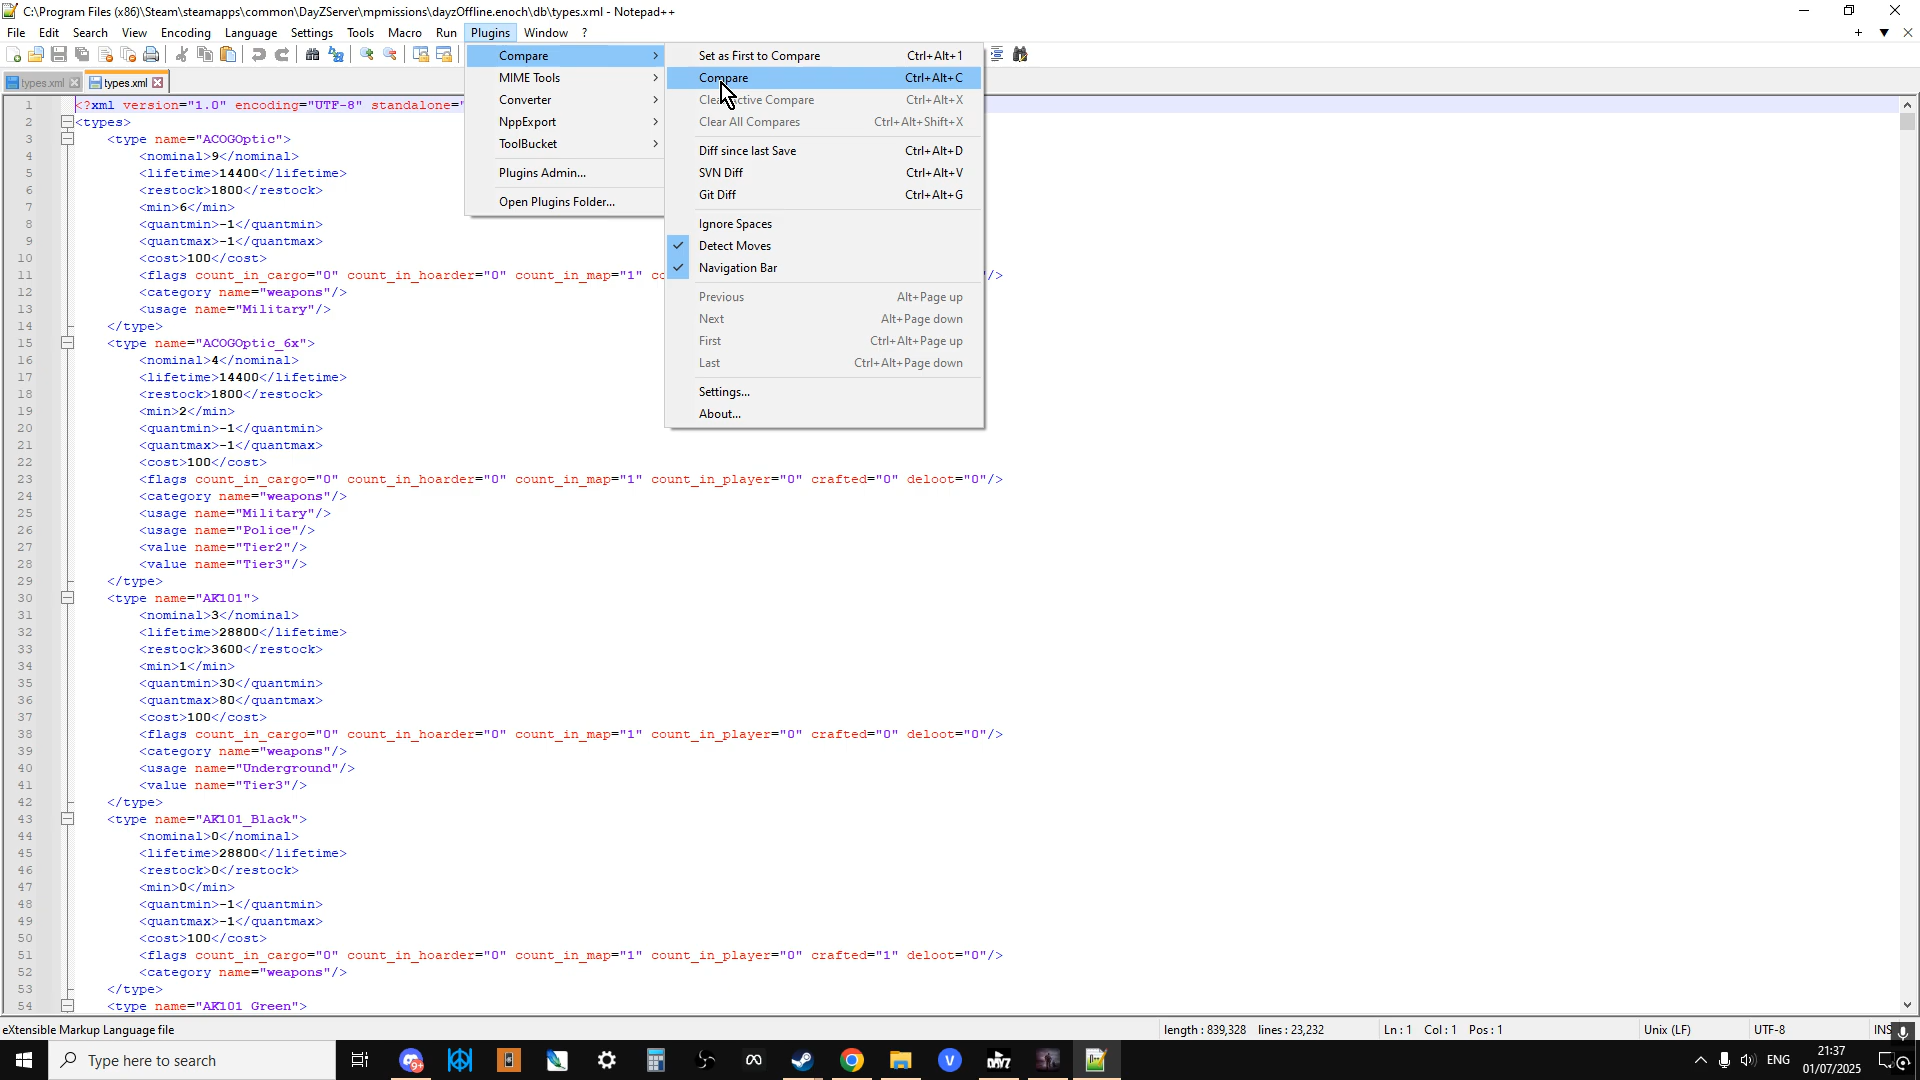 C:\Program Files (x86)\Steam\steamapps\common\DayZServer\mpmissions\dayzOffline.enoch\db\types.xml - Notepad++
File Edit Search View Encoding Language Settings Tools Macro Run Plugins Window ?
types.xml types.xml
Compare
MIME Tools
Converter
NppExport
ToolBucket
Plugins Admin...
Open Plugins Folder...
Set as First to Compare Ctrl+Alt+1
Compare Ctrl+Alt+C
Active Compare Ctrl+Alt+X
Clear All Compares Ctrl+Alt+Shift+X
Diff since last Save Ctrl+Alt+D
SVN Diff Ctrl+Alt+V
Git Diff Ctrl+Alt+G
Ignore Spaces
Detect Moves
Navigation Bar
Previous Alt+Page up
Next Alt+Page down
First Ctrl+Alt+Page up
Last Ctrl+Alt+Page down
Settings...
About...
1 <?xml version="1.0" encoding="UTF-8" standalone="
2 <types>
3 <type name="ACOGOptic">
4 <nominal>9</nominal>
5 <lifetime>14400</lifetime>
6 <restock>1800</restock>
7 <min>6</min>
8 <quantmin>-1</quantmin>
9 <quantmax>-1</quantmax>
10 <cost>100</cost>
11 <flags count_in_cargo="0" count_in_hoarder="0" count_in_map="1" co "/>
12 <category name="weapons"/>
13 <usage name="Military"/>
14 </type>
15 <type name="ACOGOptic_6x">
16 <nominal>4</nominal>
17 <lifetime>14400</lifetime>
18 <restock>1800</restock>
19 <min>2</min>
20 <quantmin>-1</quantmin>
21 <quantmax>-1</quantmax>
22 <cost>100</cost>
23 <flags count_in_cargo="0" count_in_hoarder="0" count_in_map="1" count_in_player="0" crafted="0" deloot="0"/>
24 <category name="weapons"/>
25 <usage name="Military"/>
26 <usage name="Police"/>
27 <value name="Tier2"/>
28 <value name="Tier3"/>
29 </type>
30 <type name="AK101">
31 <nominal>3</nominal>
32 <lifetime>28800</lifetime>
33 <restock>3600</restock>
34 <min>1</min>
35 <quantmin>30</quantmin>
36 <quantmax>80</quantmax>
37 <cost>100</cost>
38 <flags count_in_cargo="0" count_in_hoarder="0" count_in_map="1" count_in_player="0" crafted="0" deloot="0"/>
39 <category name="weapons"/>
40 <usage name="Underground"/>
41 <value name="Tier3"/>
42 </type>
43 <type name="AK101_Black">
44 <nominal>0</nominal>
45 <lifetime>28800</lifetime>
46 <restock>0</restock>
47 <min>0</min>
48 <quantmin>-1</quantmin>
49 <quantmax>-1</quantmax>
50 <cost>100</cost>
51 <flags count_in_cargo="0" count_in_hoarder="0" count_in_map="1" count_in_player="0" crafted="1" deloot="0"/>
52 <category name="weapons"/>
53 </type>
54 <type name="AK101_Green">
eXtensible Markup Language file length : 839,328 lines : 23,232 Ln : 1 Col : 1 Pos : 1 Unix (LF) UTF-8 INS
Type here to search
ENG
21:37
01/07/2025